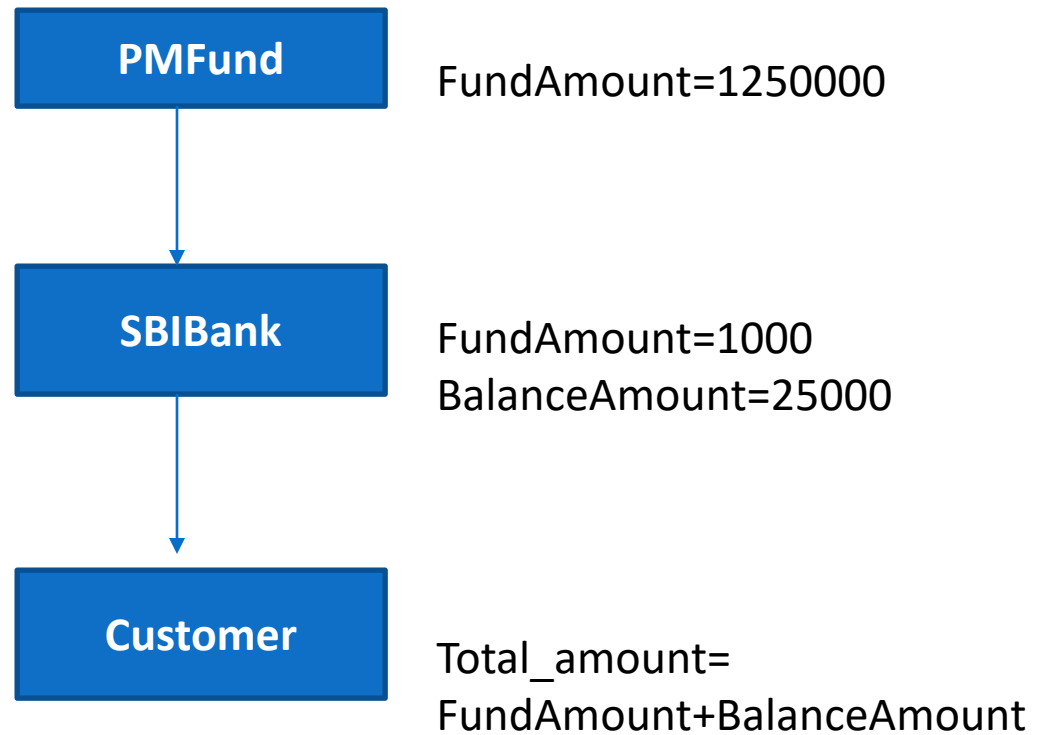 PMFund
FundAmount=1250000
SBIBank
FundAmount=1000
BalanceAmount=25000
Customer
Total_amount=
FundAmount+BalanceAmount